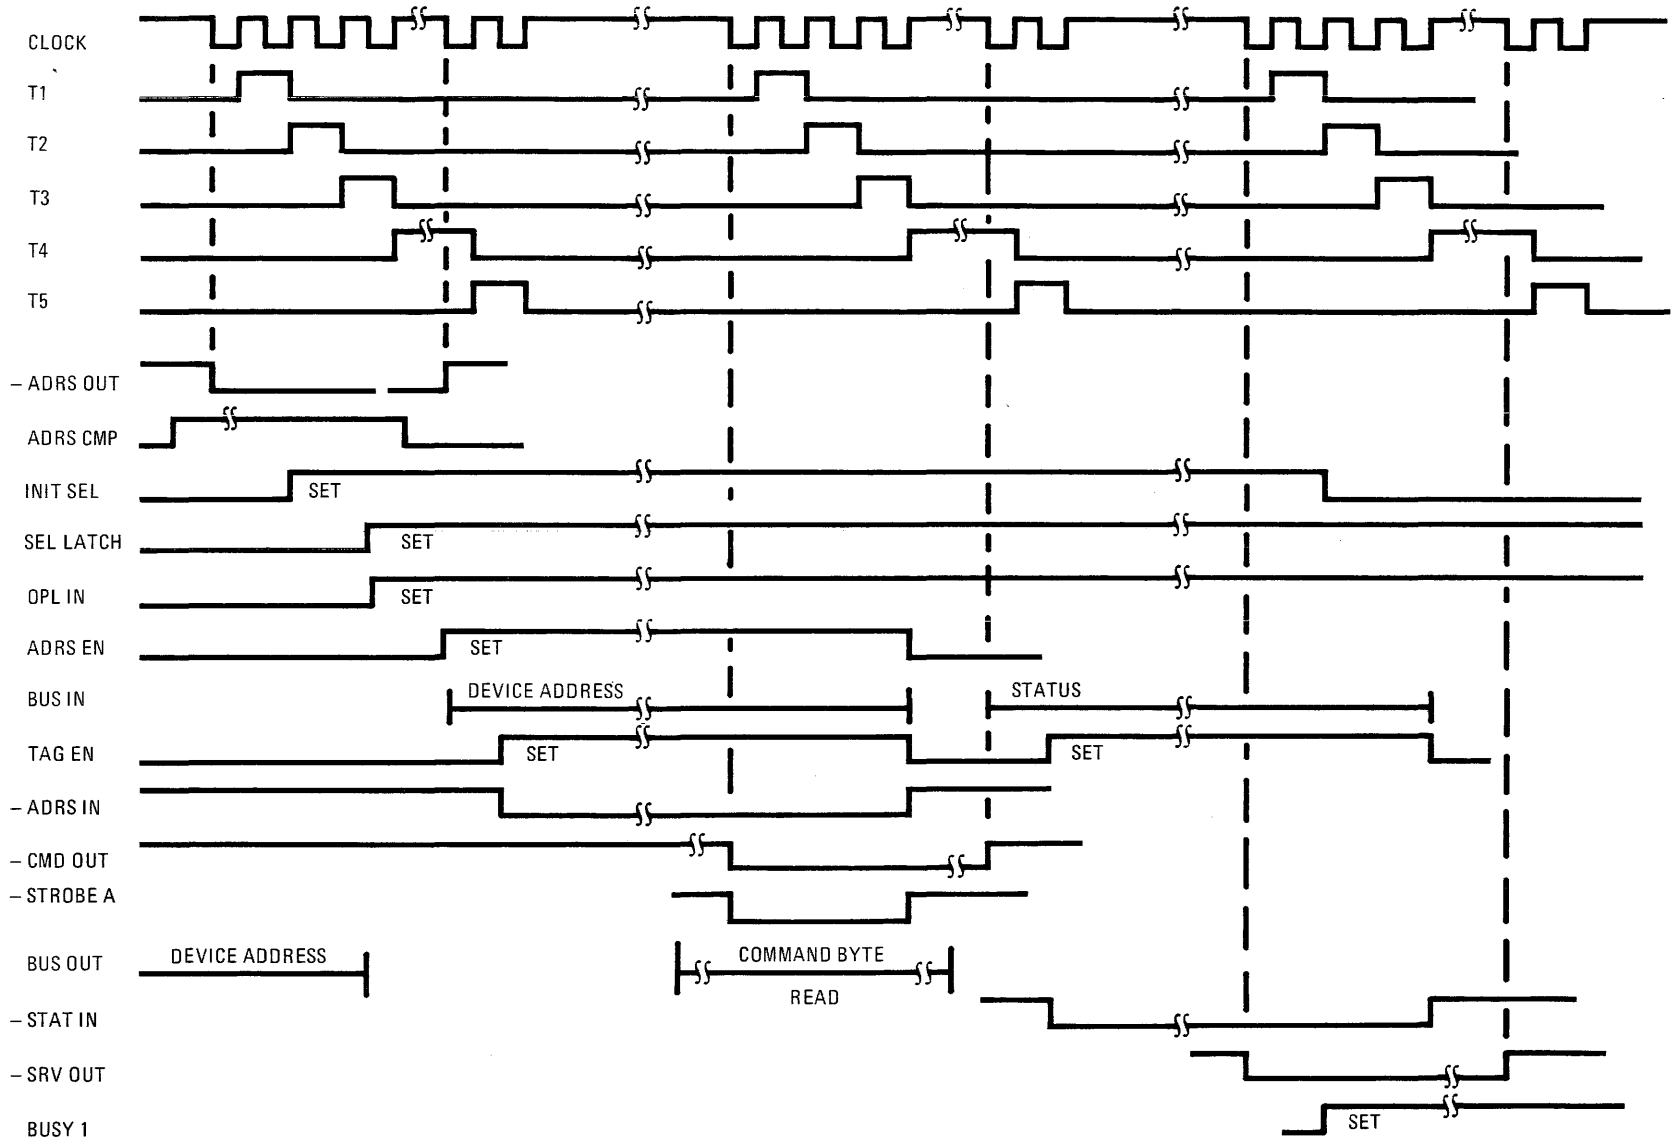 CLOCK
T1
T2
T3
T4
T5
– ADRS OUT
ADRS CMP
INIT SEL
SET
SEL LATCH
SET
OPL IN
SET
ADRS EN
SET
BUS IN
DEVICE ADDRESS
STATUS
TAG EN
SET
SET
– ADRS IN
– CMD OUT
– STROBE A
BUS OUT
DEVICE ADDRESS
COMMAND BYTE
READ
– STAT IN
– SRV OUT
BUSY 1
SET